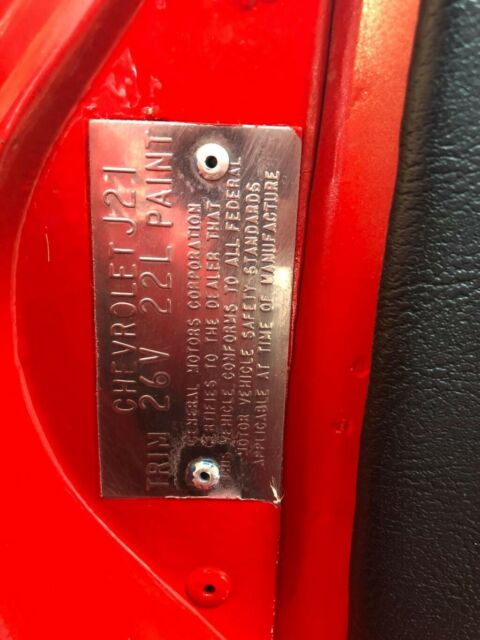 CHEVROLET J21
TRIM 26V 22L PAINT
GENERAL MOTORS CORPORATION
CERTIFIES TO THE DEALER THAT
THIS VEHICLE CONFORMS TO ALL FEDERAL
MOTOR VEHICLE SAFETY STANDARDS
APPLICABLE AT TIME OF MANUFACTURE